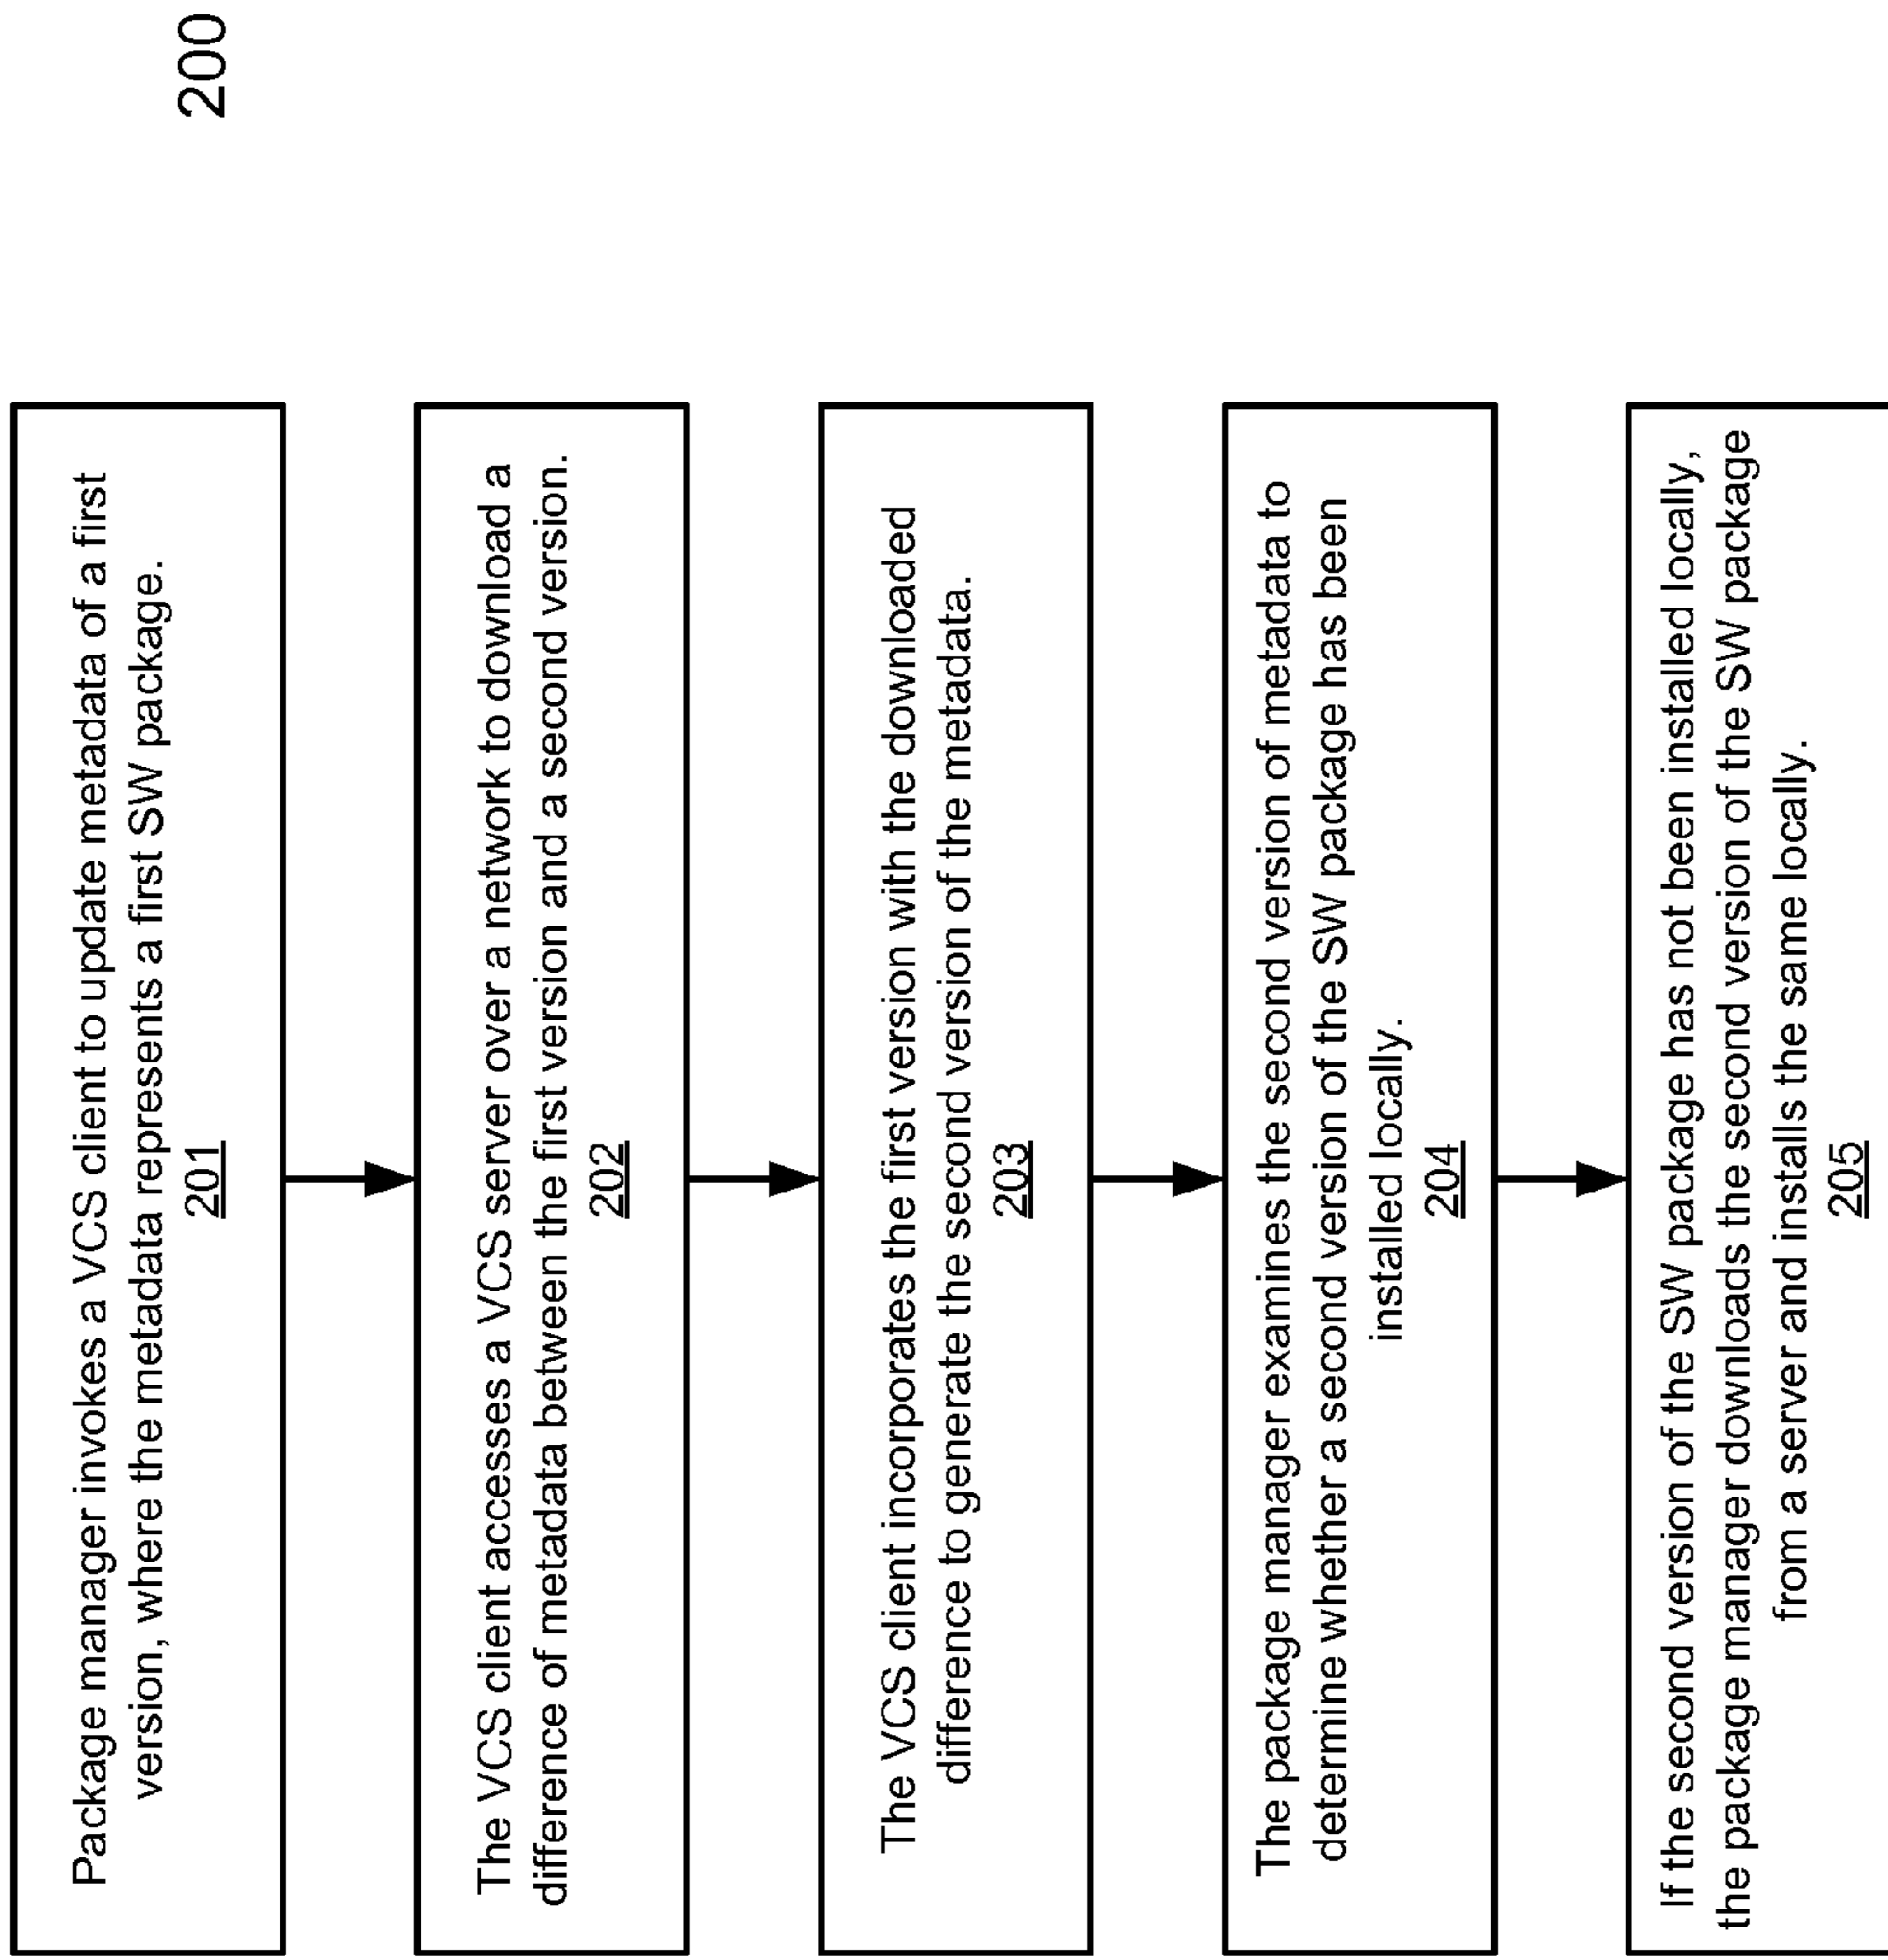 200
Package manager invokes a VCS client to update metadata of a first
version, where the metadata represents a first SW package.
201
The VCS client accesses a VCS server over a network to download a
difference of metadata between the first version and a second version.
202
The VCS client incorporates the first version with the downloaded
difference to generate the second version of the metadata.
203
The package manager examines the second version of metadata to
determine whether a second version of the SW package has been
installed locally.
204
If the second version of the SW package has not been installed locally,
the package manager downloads the second version of the SW package
from a server and installs the same locally.
205